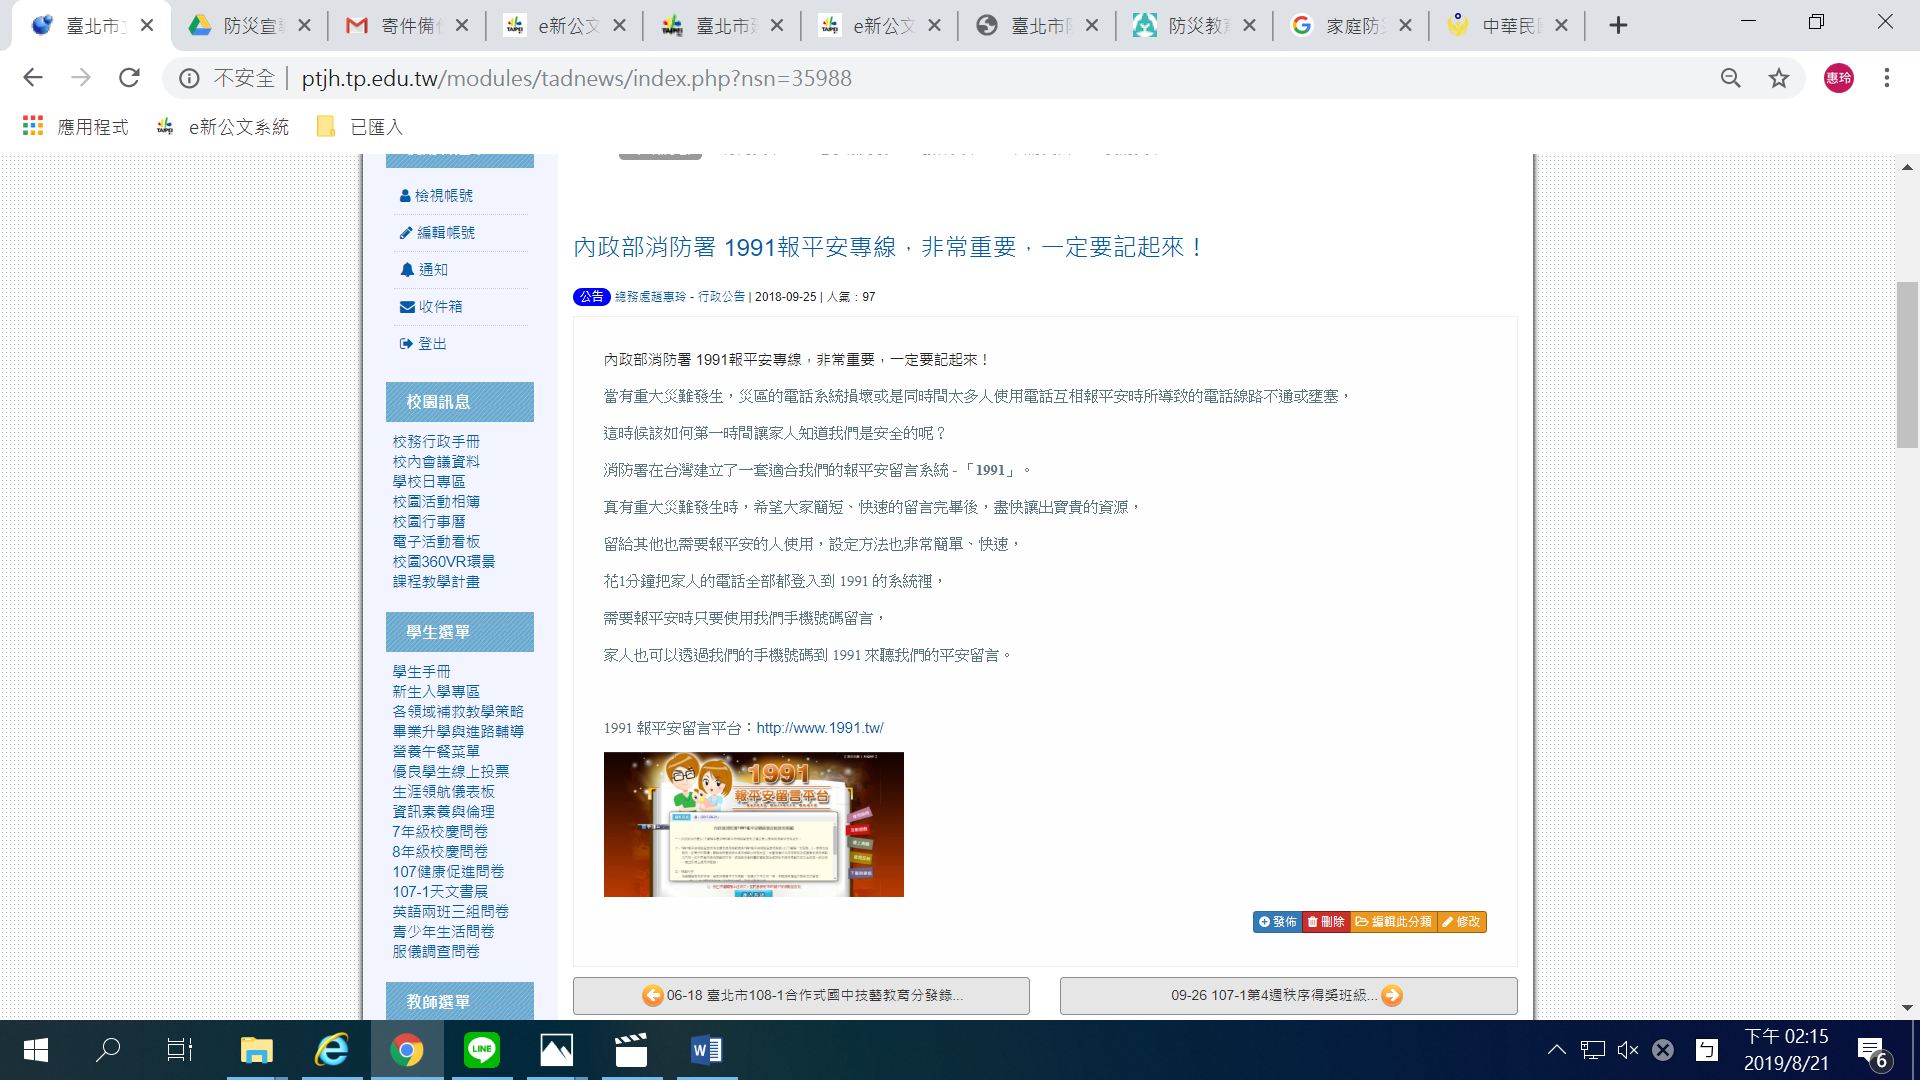 臺北市立
防災宣導
寄件備份
e新公文
臺北市
e新公文
臺北市
防災教育
家庭防災
中華民國
不安全
ptjh.tp.edu.tw/modules/tadnews/index.php?nsn=35988
惠玲
應用程式
e新公文系統
已匯入
檢視帳號
編輯帳號
通知
收件箱
登出
校園訊息
校務行政手冊
校內會議資料
學校日專區
校園活動相簿
校園行事曆
電子活動看板
校園360VR環景
課程教學計畫
學生選單
學生手冊
新生入學專區
各領域補救教學策略
畢業升學與進路輔導
營養午餐菜單
優良學生線上投票
生涯領航儀表板
資訊素養與倫理
7年級校慶問卷
8年級校慶問卷
107健康促進問卷
107-1天文書展
英語兩班三組問卷
青少年生活問卷
服儀調查問卷
教師選單
內政部消防署 1991報平安專線，非常重要，一定要記起來！
公告 總務處趙惠玲 - 行政公告 | 2018-09-25 | 人氣：97
內政部消防署 1991報平安專線，非常重要，一定要記起來！
當有重大災難發生，災區的電話系統損壞或是同時間太多人使用電話互相報平安時所導致的電話線路不通或壅塞，
這時候該如何第一時間讓家人知道我們是安全的呢？
消防署在台灣建立了一套適合我們的報平安留言系統 - 「1991」。
真有重大災難發生時，希望大家簡短、快速的留言完畢後，盡快讓出寶貴的資源，
留給其他也需要報平安的人使用，設定方法也非常簡單、快速，
花1分鐘把家人的電話全部都登入到 1991 的系統裡，
需要報平安時只要使用我們手機號碼留言，
家人也可以透過我們的手機號碼到 1991 來聽我們的平安留言。
1991 報平安留言平台：http://www.1991.tw/
1991
報平安留言平台
發佈 刪除 編輯此分類 修改
06-18 臺北市108-1合作式國中技藝教育分發錄...
09-26 107-1第4週秩序得獎班級...
LINE
ㄅ
下午 02:15
2019/8/21
6